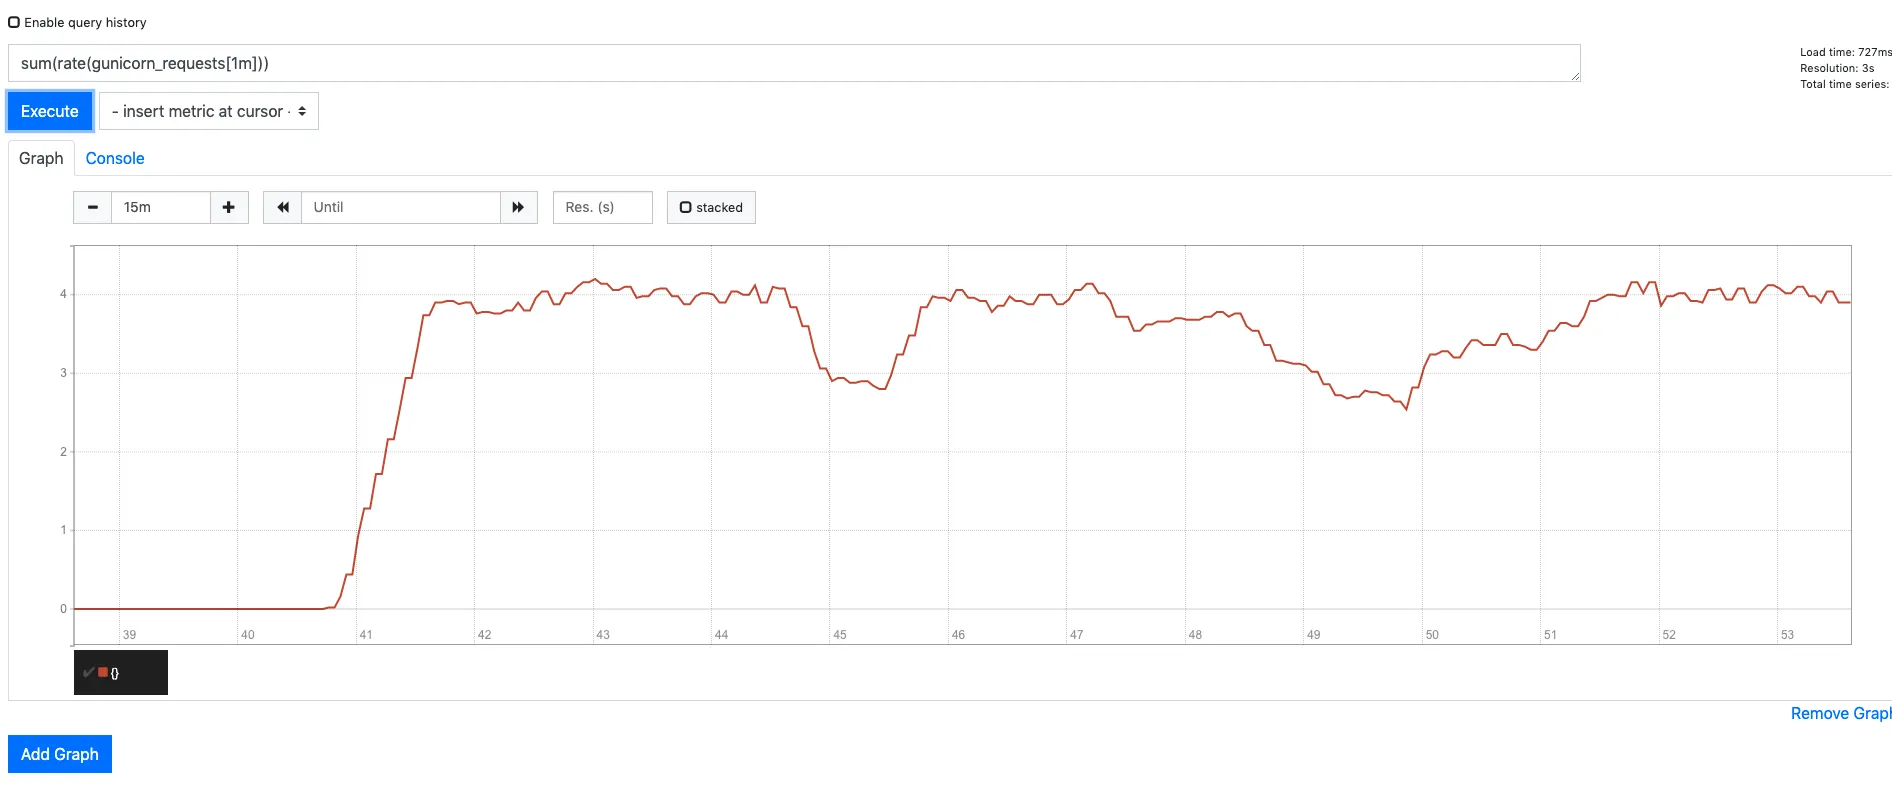 Enable query history
sum(rate(gunicorn_requests[1m]))
Load time: 727ms
Resolution: 3s
Total time series:
Execute
- insert metric at cursor -
Graph
Console
15m
Until
Res. (s)
stacked
4
3
2
1
0
39 40 41 42 43 44 45 46 47 48 49 50 51 52 53
{}
Remove Graph
Add Graph